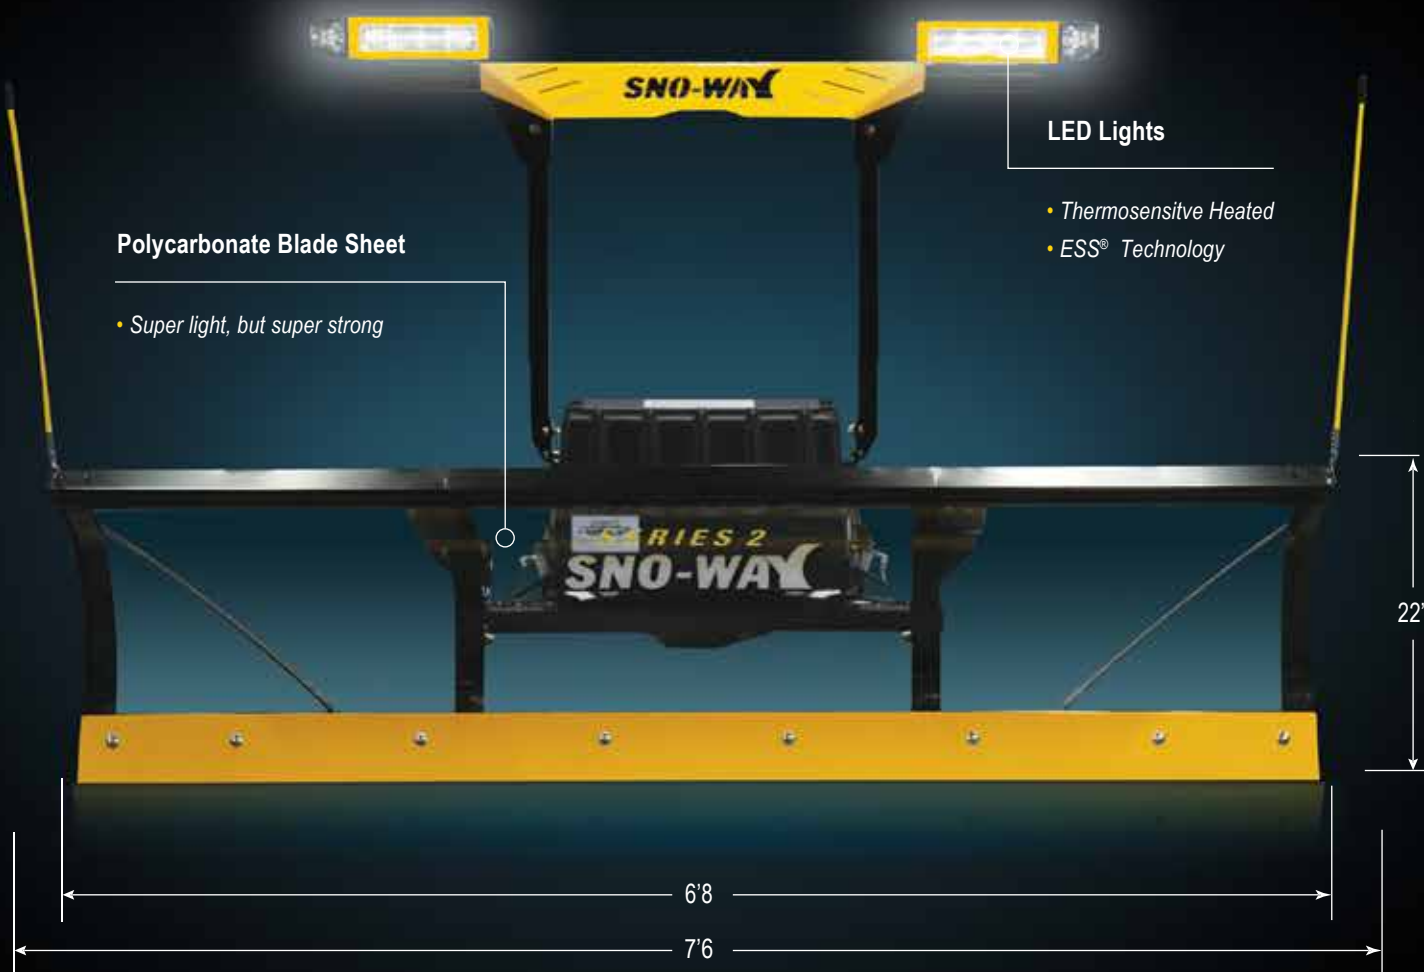 SNO-WAY
LED Lights
• Thermosensitve Heated
• ESS® Technology
Polycarbonate Blade Sheet
• Super light, but super strong
SERIES 2
SNO-WAY
22"
6'8
7'6